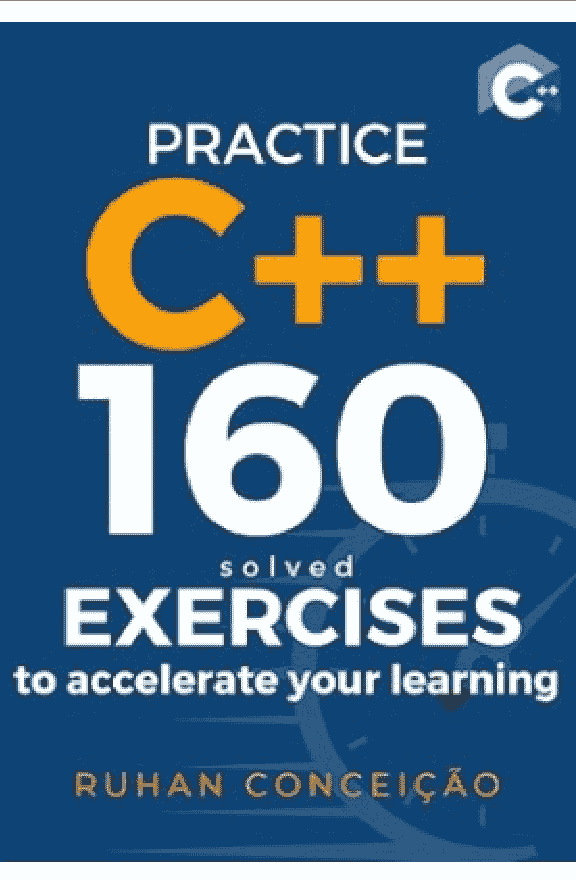 C++
PRACTICE
C++
160
solved
EXERCISES
to accelerate your learning
RUHAN CONCEIÇÃO